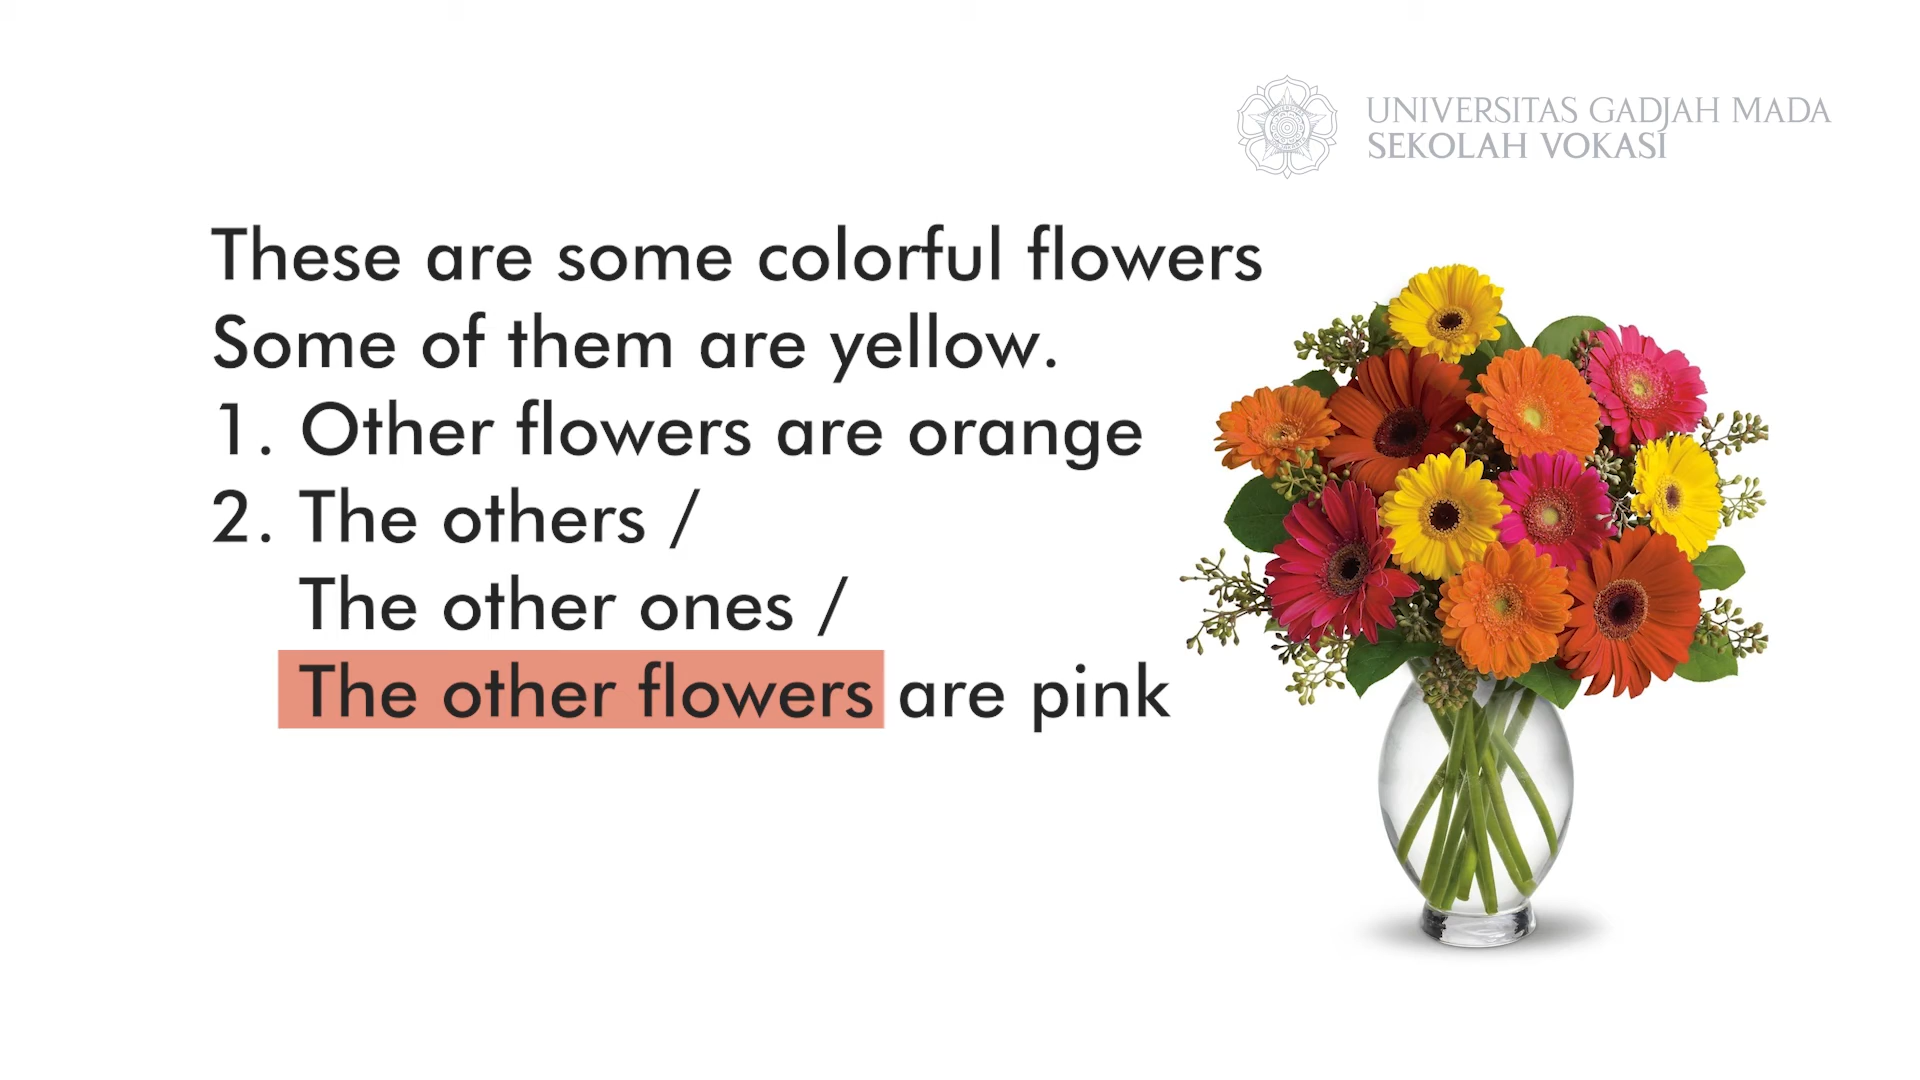 UNIVERSITAS GADJAH MADA
SEKOLAH VOKASI
These are some colorful flowers
Some of them are yellow.
1. Other flowers are orange
2. The others /
The other ones /
The other flowers are pink